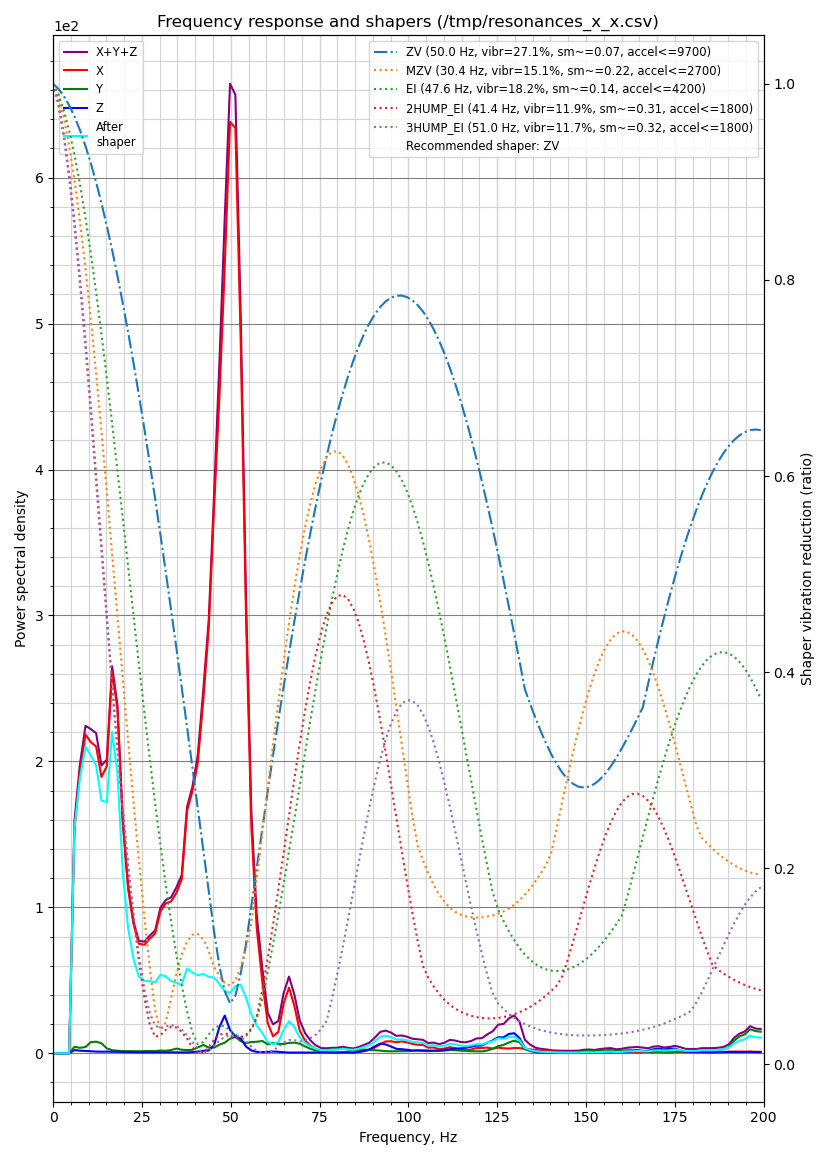 Frequency response and shapers (/tmp/resonances_x_x.csv)
1e2
X+Y+Z
X
Y
Z
After
shaper
ZV (50.0 Hz, vibr=27.1%, sm~=0.07, accel<=9700)
MZV (30.4 Hz, vibr=15.1%, sm~=0.22, accel<=2700)
EI (47.6 Hz, vibr=18.2%, sm~=0.14, accel<=4200)
2HUMP_EI (41.4 Hz, vibr=11.9%, sm~=0.31, accel<=1800)
3HUMP_EI (51.0 Hz, vibr=11.7%, sm~=0.32, accel<=1800)
Recommended shaper: ZV
Power spectral density
6
5
4
3
2
1
0
1.0
0.8
0.6
0.4
0.2
0.0
Shaper vibration reduction (ratio)
0 25 50 75 100 125 150 175 200
Frequency, Hz